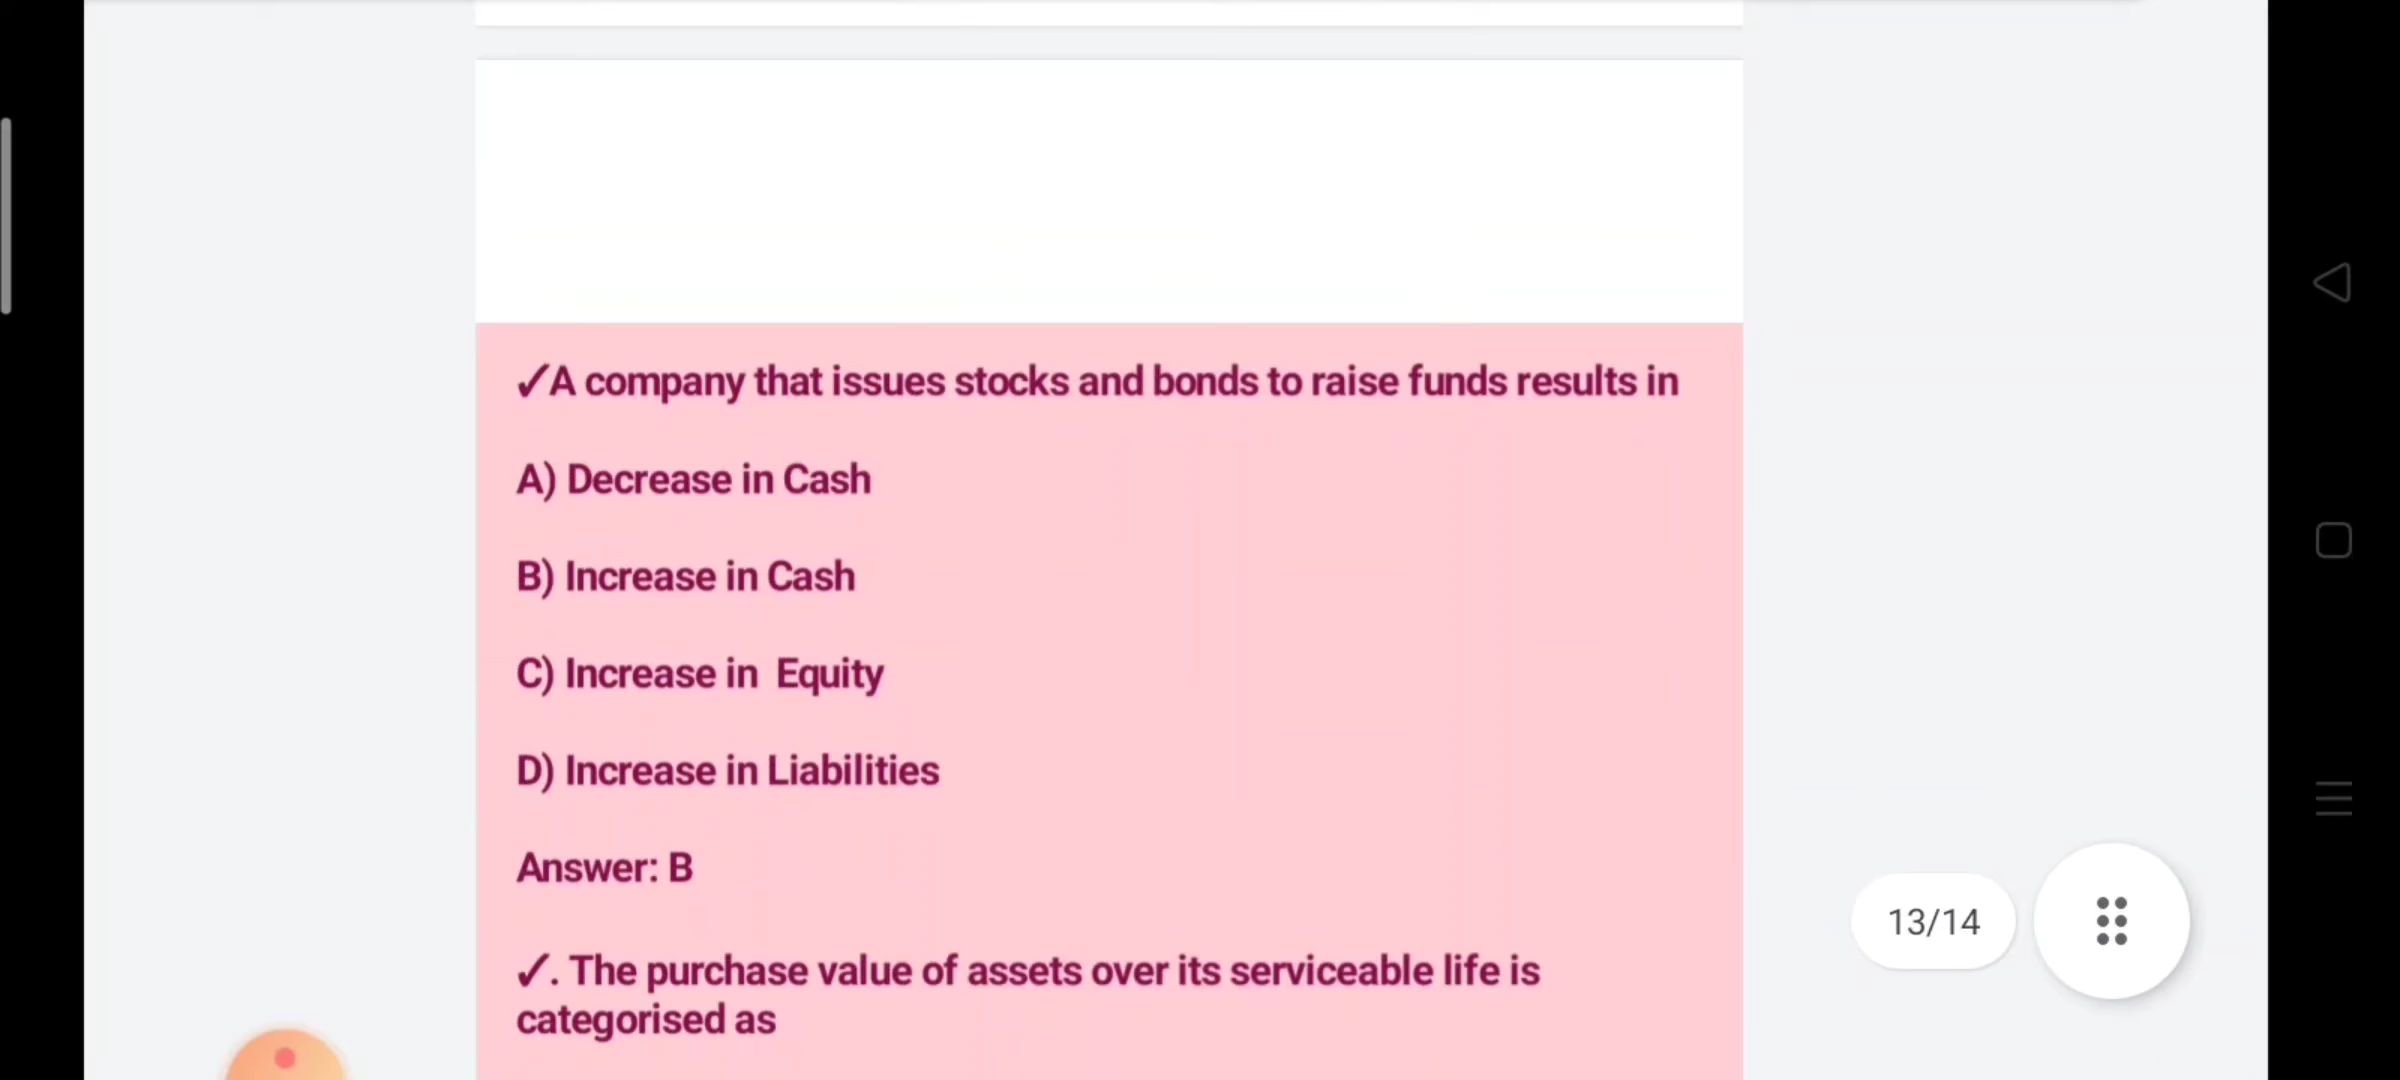 ✓A company that issues stocks and bonds to raise funds results in
A) Decrease in Cash
B) Increase in Cash
C) Increase in  Equity
D) Increase in Liabilities
Answer: B
✓. The purchase value of assets over its serviceable life is
categorised as
13/14